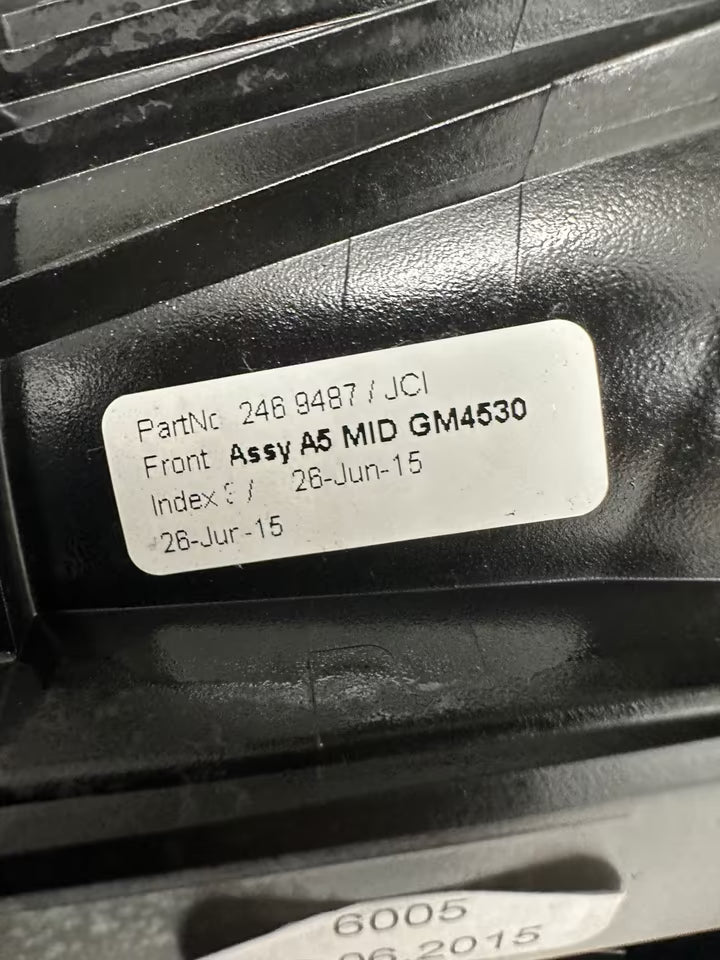 PartNo 246 9487 / JCI
Front Assy A5 MID GM4530
Index / 26-Jun-15
26-Jun-15
6005
06.2015